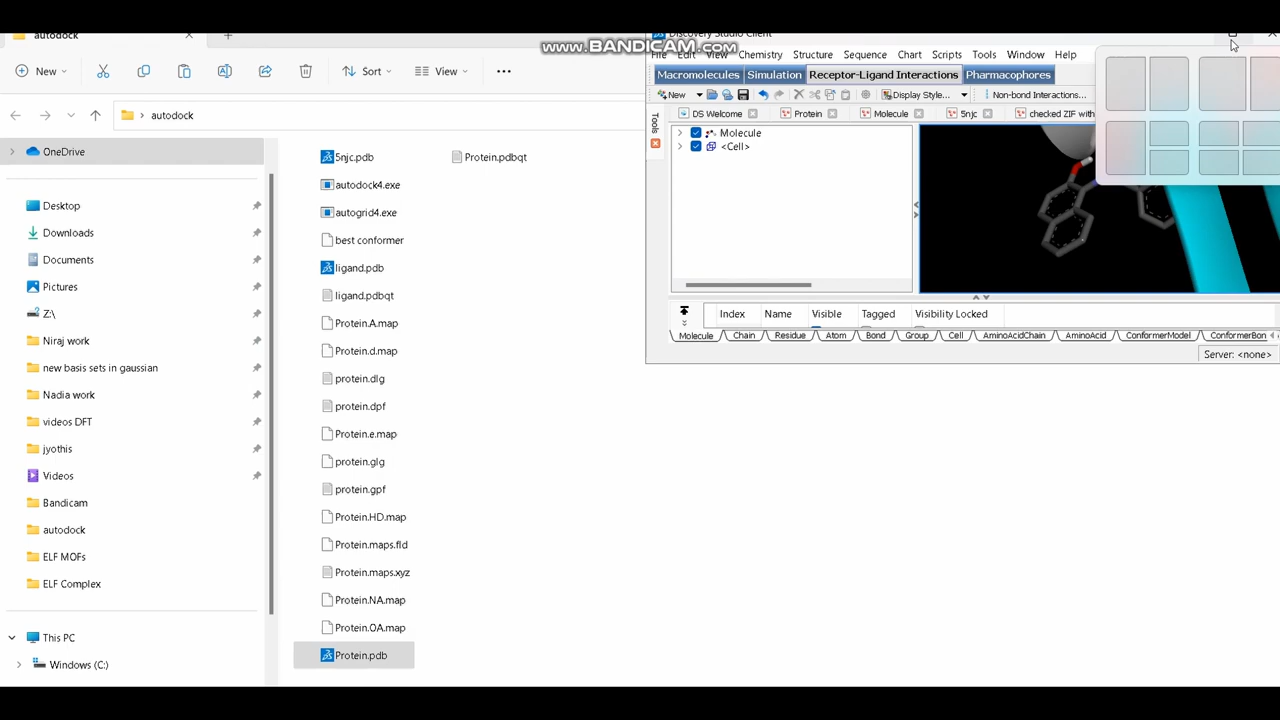 autodock
www.BANDICAM.com
Discovery Studio Client
File Edit View Chemistry Structure Sequence Chart Scripts Tools Window Help
New
Sort
View
Macromolecules Simulation Receptor-Ligand Interactions Pharmacophores
New Display Style... Non-bond Interactions...
autodock
DS Welcome Protein Molecule 5njc checked ZIF with
Tools
Molecule
<Cell>
OneDrive
Desktop
Downloads
Documents
Pictures
Z:\
Niraj work
new basis sets in gaussian
Nadia work
videos DFT
jyothis
Videos
Bandicam
autodock
ELF MOFs
ELF Complex
This PC
Windows (C:)
5njc.pdb
autodock4.exe
autogrid4.exe
best conformer
ligand.pdb
ligand.pdbqt
Protein.A.map
Protein.d.map
protein.dlg
protein.dpf
Protein.e.map
protein.glg
protein.gpf
Protein.HD.map
Protein.maps.fld
Protein.maps.xyz
Protein.NA.map
Protein.OA.map
Protein.pdb
Protein.pdbqt
Index Name Visible Tagged Visibility Locked
Molecule Chain Residue Atom Bond Group Cell AminoAcidChain AminoAcid ConformerModel ConformerBon
Server: <none>